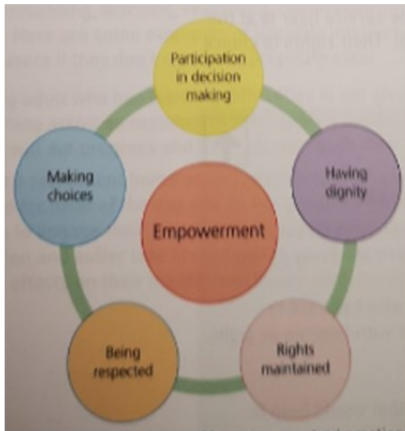 Participation
in decision
making
Having
dignity
Rights
maintained
Being
respected
Making
choices
Empowerment